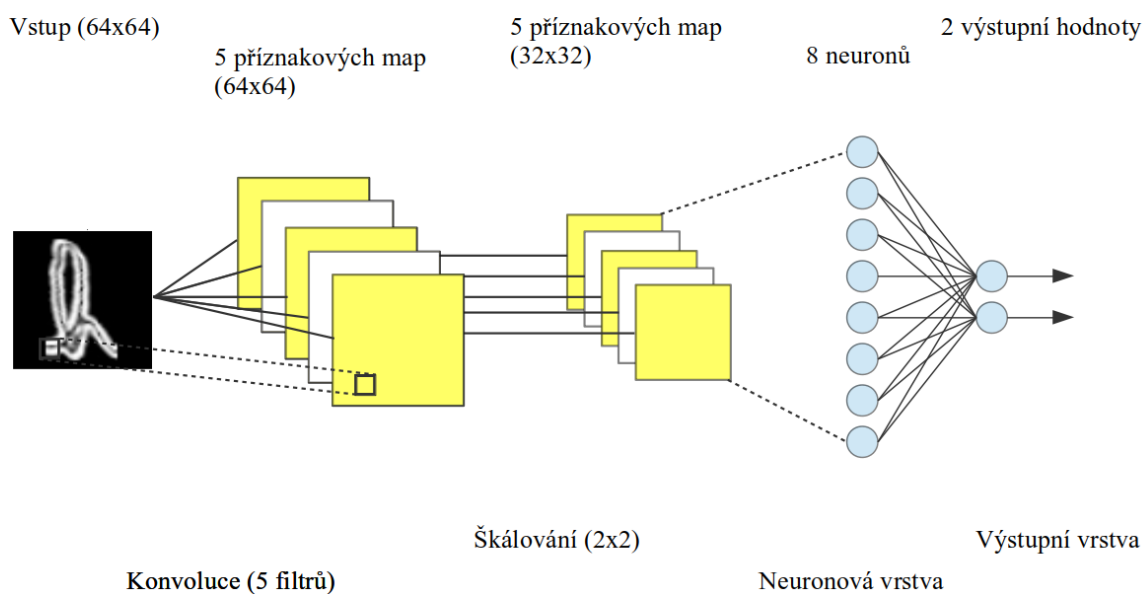 Vstup (64x64)
5 příznakových map
(64x64)
5 příznakových map
(32x32)
8 neuronů
2 výstupní hodnoty
Konvoluce (5 filtrů)
Škálování (2x2)
Neuronová vrstva
Výstupní vrstva